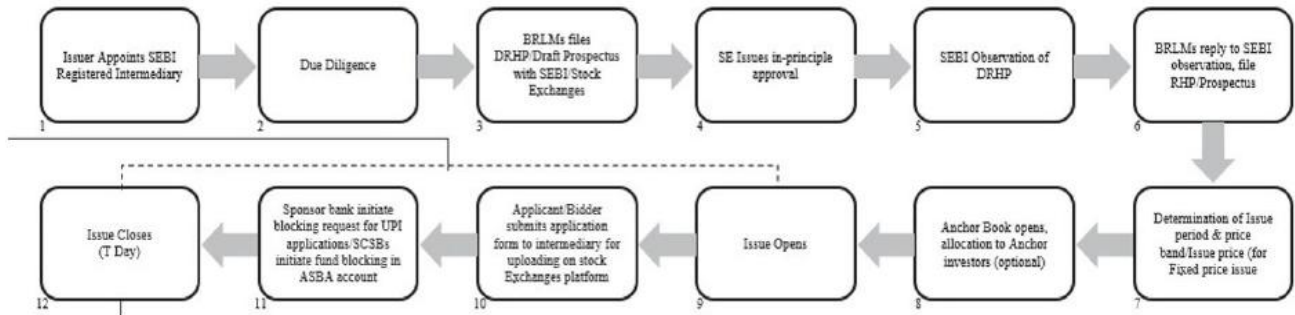 Issuer Appoints SEBI
Registered Intermediary
1
Due Diligence
2
BRLMs files
DRHP/Draft Prospectus
with SEBI/Stock
Exchanges
3
SE Issues in-principle
approval
4
SEBI Observation of
DRHP
5
BRLMs reply to SEBI
observation, file
RHP/Prospectus
6
Determination of Issue
period & price
band/Issue price (for
Fixed price issue
7
Anchor Book opens,
allocation to Anchor
investors (optional)
8
Issue Opens
9
Applicant/Bidder
submits application
form to intermediary for
uploading on stock
Exchanges platform
10
Sponsor bank initiate
blocking request for UPI
applications/SCSBs
initiate fund blocking in
ASBA account
11
Issue Closes
(T Day)
12